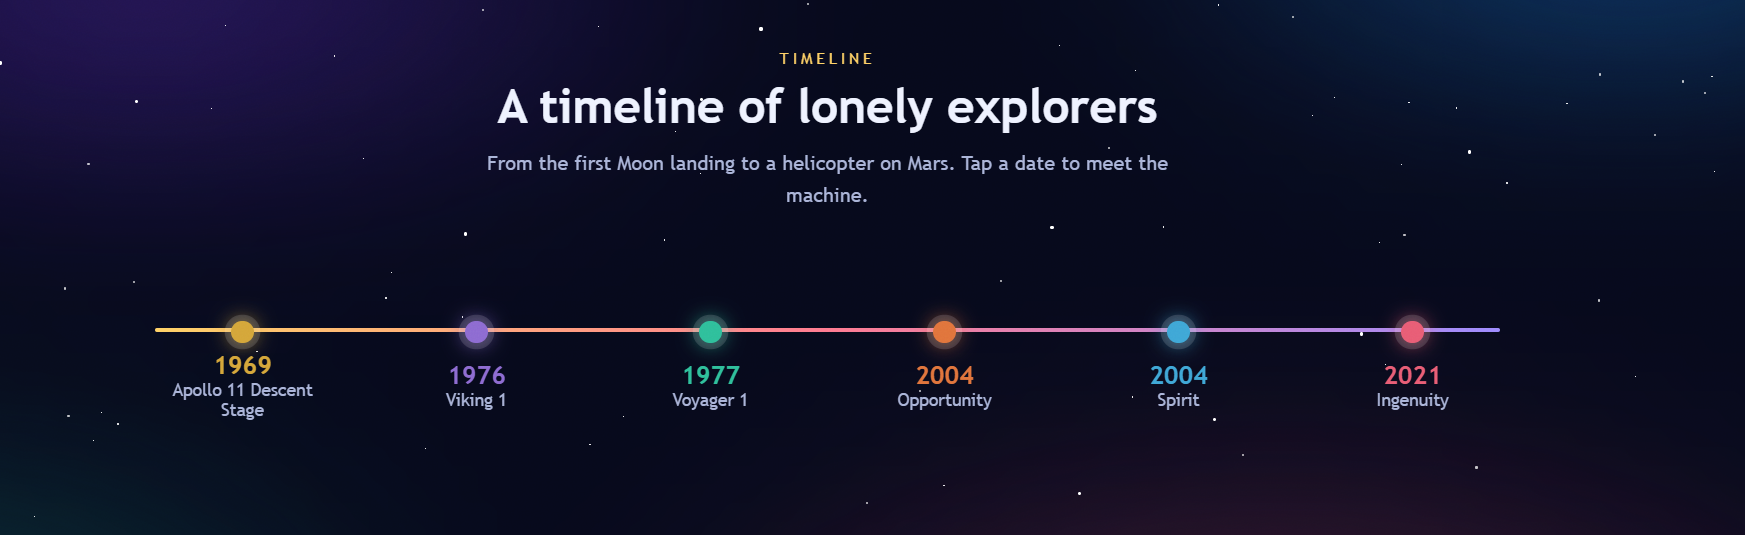 TIMELINE
A timeline of lonely explorers
From the first Moon landing to a helicopter on Mars. Tap a date to meet the
machine.
1969
Apollo 11 Descent
Stage
1976
Viking 1
1977
Voyager 1
2004
Opportunity
2004
Spirit
2021
Ingenuity